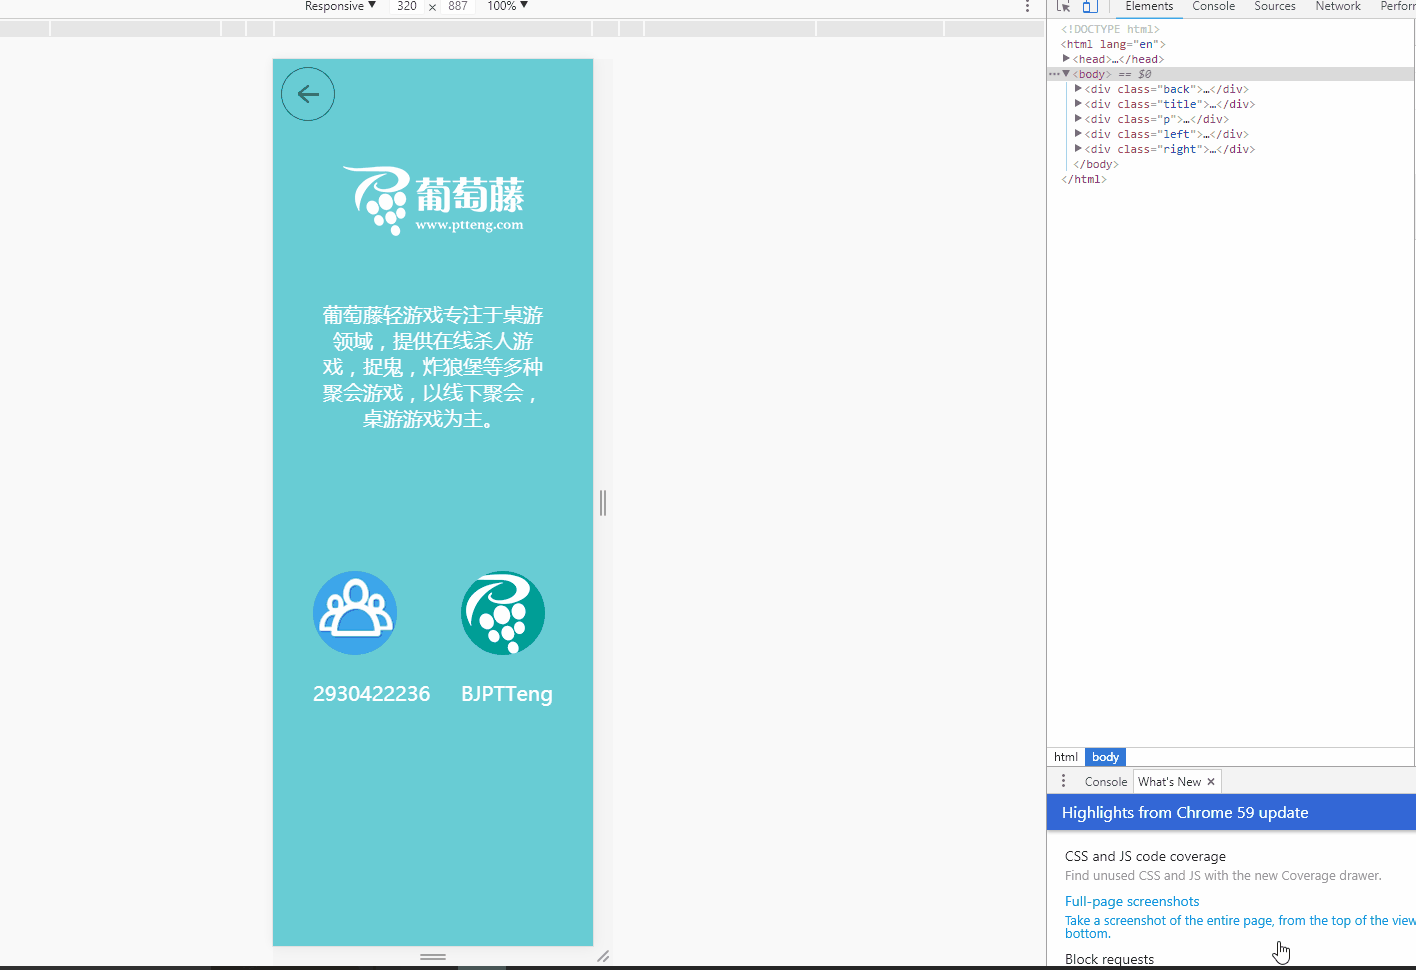 Responsive ▼ 320 × 887 100% ▼
Elements Console Sources Network Perfor
<!DOCTYPE html>
<html lang="en">
▶<head>…</head>
…▼<body> == $0
▶<div class="back">…</div>
▶<div class="title">…</div>
▶<div class="p">…</div>
▶<div class="left">…</div>
▶<div class="right">…</div>
</body>
</html>
葡萄藤
www.ptteng.com
葡萄藤轻游戏专注于桌游
领域，提供在线杀人游
戏，捉鬼，炸狼堡等多种
聚会游戏，以线下聚会，
桌游游戏为主。
2930422236 BJPTTeng
html body
Console What's New ×
Highlights from Chrome 59 update
CSS and JS code coverage
Find unused CSS and JS with the new Coverage drawer.
Full-page screenshots
Take a screenshot of the entire page, from the top of the view
bottom.
Block requests